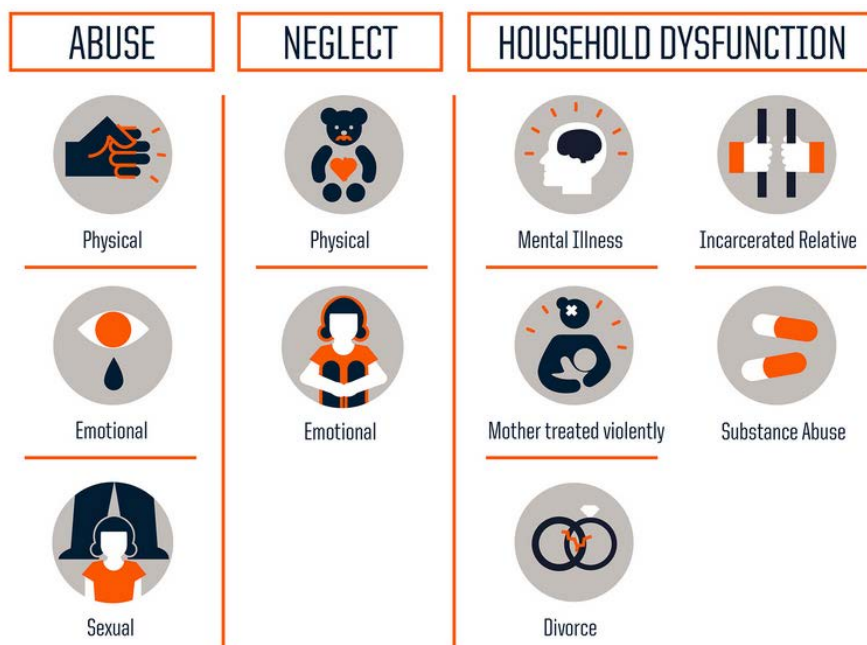 ABUSE
NEGLECT
HOUSEHOLD DYSFUNCTION
Physical
Physical
Mental Illness
Incarcerated Relative
Emotional
Emotional
Mother treated violently
Substance Abuse
Sexual
Divorce